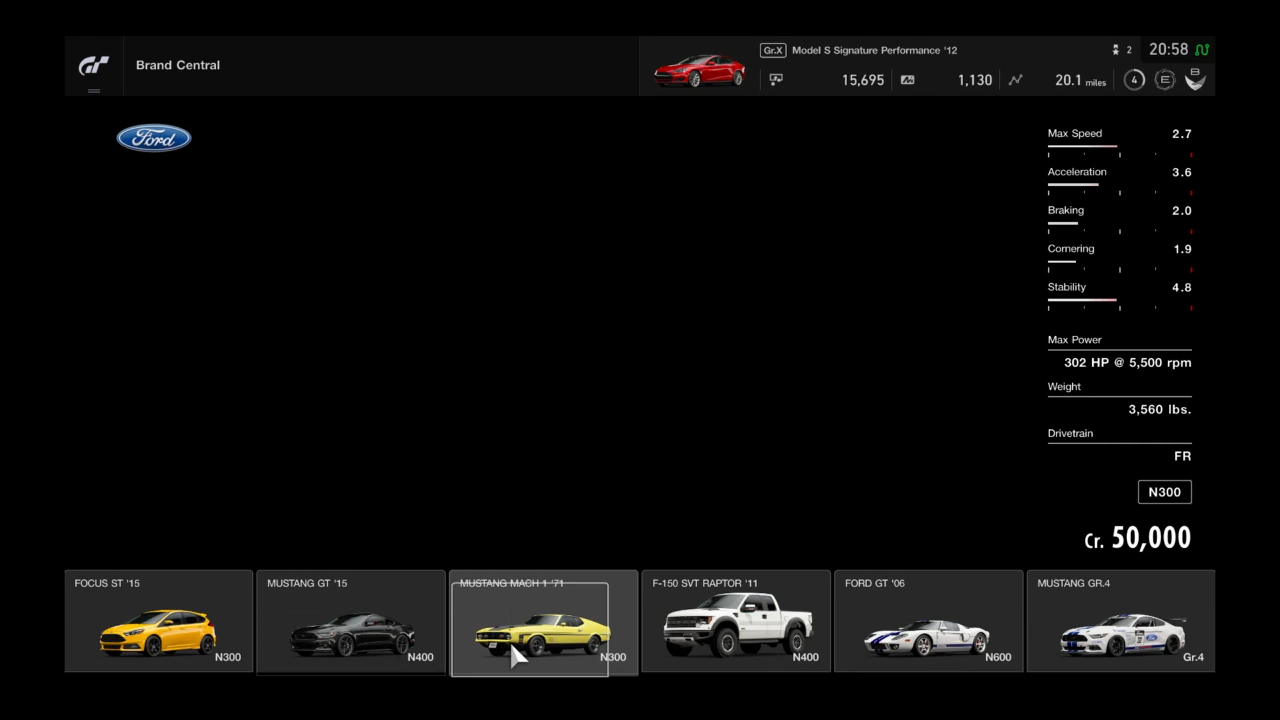 GT
Brand Central
Gr.X Model S Signature Performance '12
2 20:58
15,695 1,130 20.1 miles 4 E B
Ford
Max Speed 2.7
Acceleration 3.6
Braking 2.0
Cornering 1.9
Stability 4.8
Max Power
302 HP @ 5,500 rpm
Weight
3,560 lbs.
Drivetrain
FR
N300
Cr. 50,000
FOCUS ST '15 MUSTANG GT '15 MUSTANG MACH 1 '71 F-150 SVT RAPTOR '11 FORD GT '06 MUSTANG GR.4
N300 N400 N300 N400 N600 Gr.4